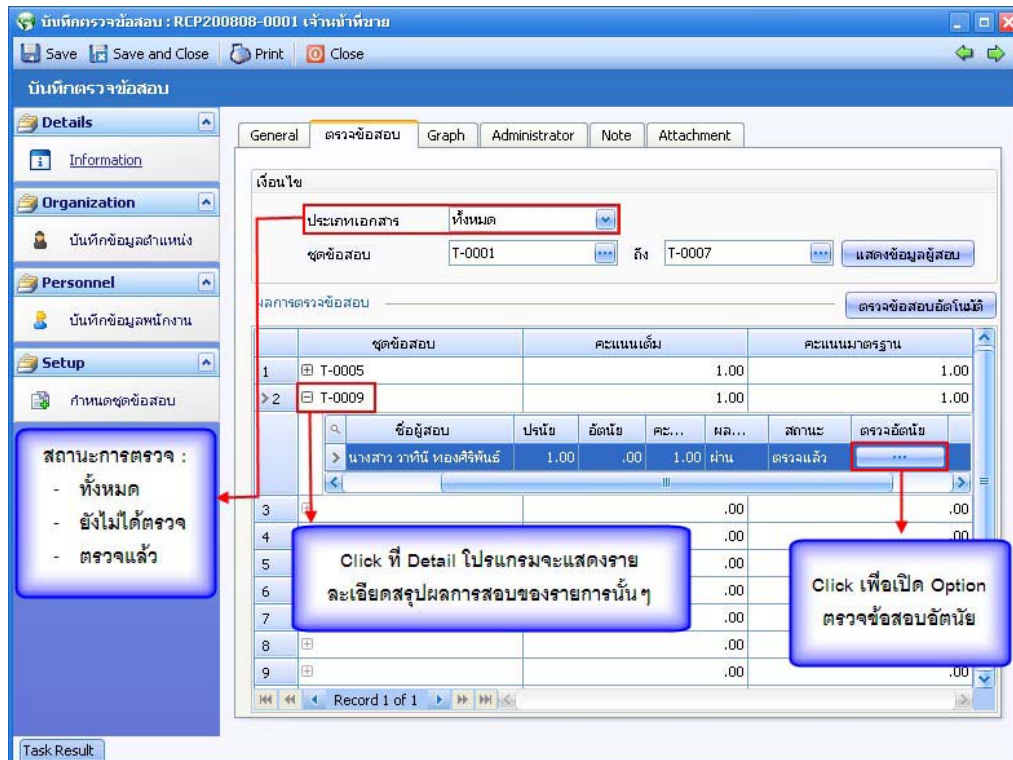 บันทึกตรวจข้อสอบ : RCP200808-0001 เจ้าหน้าที่ขาย
Save Save and Close Print Close
บันทึกตรวจข้อสอบ
Details
Information
Organization
บันทึกข้อมูลตำแหน่ง
Personnel
บันทึกข้อมูลพนักงาน
Setup
กำหนดชุดข้อสอบ
สถานะการตรวจ :
- ทั้งหมด
- ยังไม่ได้ตรวจ
- ตรวจแล้ว
General ตรวจข้อสอบ Graph Administrator Note Attachment
เงื่อนไข
ประเภทเอกสาร ทั้งหมด
ชุดข้อสอบ T-0001 ... ถึง T-0007 ... แสดงข้อมูลผู้สอบ
ผลการตรวจข้อสอบ ตรวจข้อสอบอัตโนมัติ
ชุดข้อสอบ คะแนนเต็ม คะแนนมาตรฐาน
1 T-0005 1.00 1.00
2 T-0009 1.00 1.00
ชื่อผู้สอบ ปรนัย อัตนัย คะ... ผล... สถานะ ตรวจอัตนัย
นางสาว วาทินี ทองศิริพันธ์ 1.00 .00 1.00 ผ่าน ตรวจแล้ว ...
3 .00 .00
4 .00 .00
5 .00
6 .00
7 .00
8 .00
9 .00 .00
Click ที่ Detail โปรแกรมจะแสดงราย
ละเอียดสรุปผลการสอบของรายการนั้นๆ
Click เพื่อเปิด Option
ตรวจข้อสอบอัตนัย
Record 1 of 1
Task Result